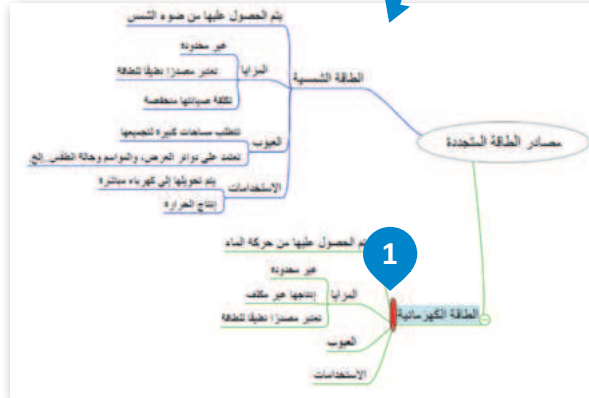 مصادر الطاقة المتجددة
الطاقة الشمسية
يتم الحصول عليها من ضوء الشمس
المزايا
غير محدودة
تعتبر مصدرًا نظيفًا للطاقة
تكلفة صيانتها منخفضة
العيوب
تتطلب مساحات كبيرة لتجميعها
تعتمد على دوائر العرض، والمواسم وحالة الطقس..إلخ
الاستخدامات
يتم تحويلها إلى كهرباء مباشرة
إنتاج الحرارة
الطاقة الكهرمائية
يتم الحصول عليها من حركة الماء
المزايا
غير محدودة
إنتاجها غير مكلف
تعتبر مصدرًا نظيفًا للطاقة
العيوب
الاستخدامات
1